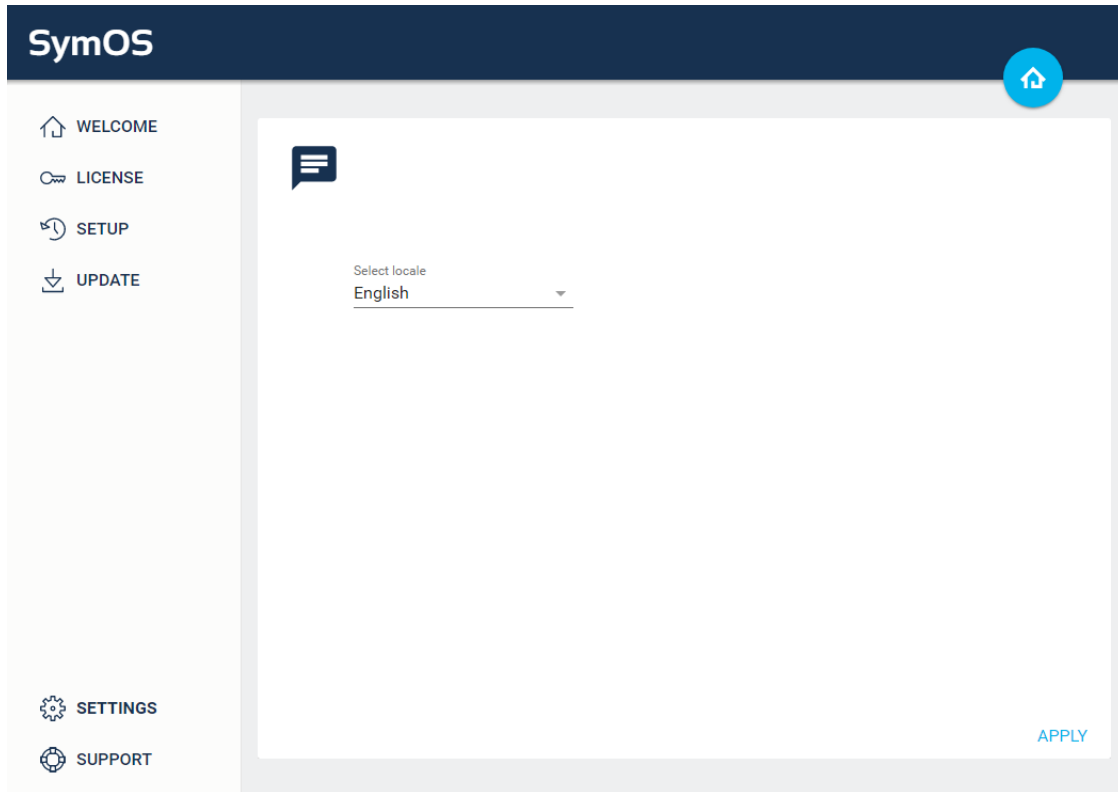 SymOS
WELCOME
LICENSE
SETUP
UPDATE
Select locale
English
SETTINGS
SUPPORT
APPLY